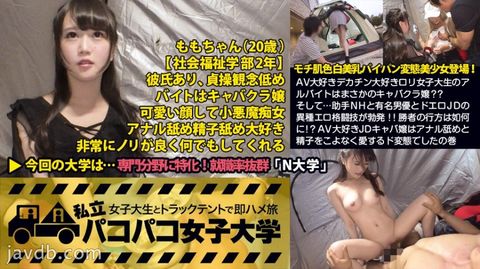 ももちゃん(20歳)
【社会福祉学部2年】
彼氏あり、貞操観念低め
バイトはキャバクラ嬢
可愛い顔して小悪魔痴女
アナル舐め精子舐め大好き
非常にノリが良く何でもしてくれる
▶ 今回の大学は…専門分野に特化!就職率抜群「N大学」
モチ肌色白美乳パイパン変態美少女登場!
AV大好きデカチン大好きロリ女子大生の
アルバイトはまさかのキャバクラ嬢??
そして…助手NHと有名男優とドエロJDの
異種エロ格闘技が勃発!!勝者の行方は如
何に!?AV大好きJDキャバ嬢はアナル舐めと
精子をこよなく愛するド変態でしたの巻
私立
女子大生とトラックテントで即ハメ旅
パコパコ女子大学
javdb.com